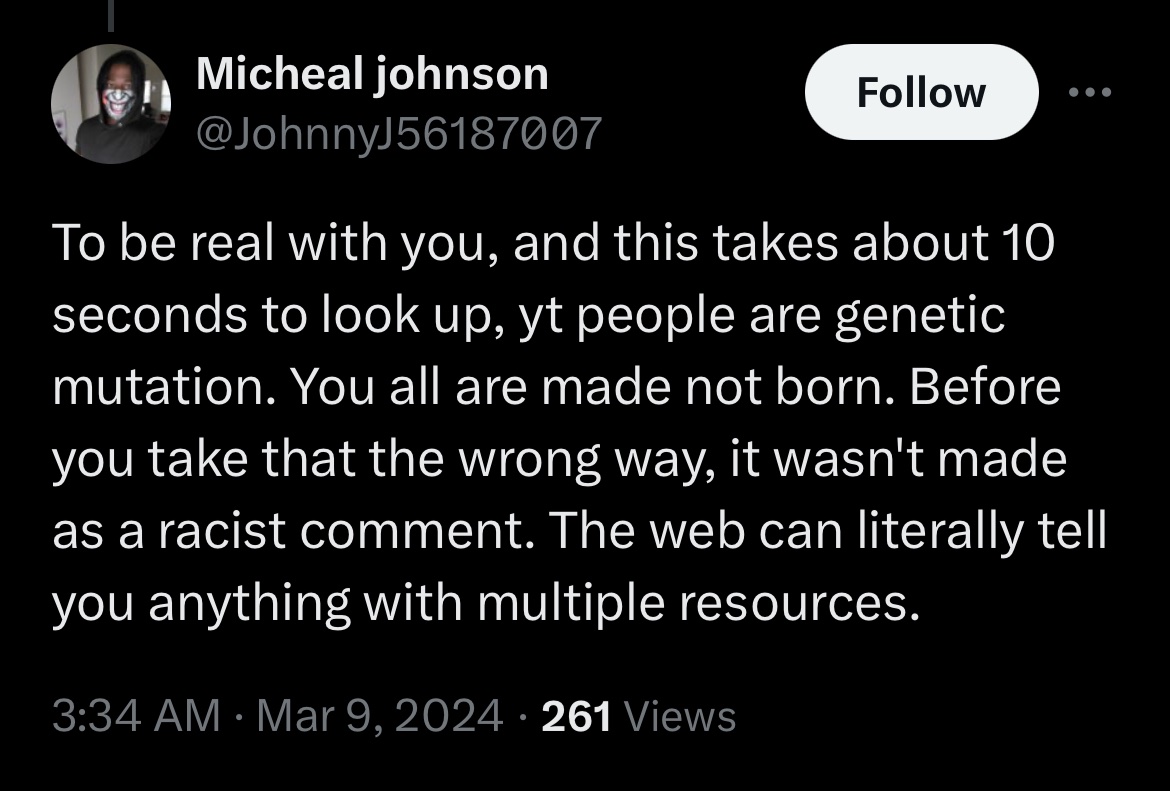 Micheal johnson
Follow
@JohnnyJ56187007
To be real with you, and this takes about 10
seconds to look up, yt people are genetic
mutation. You all are made not born. Before
you take that the wrong way, it wasn't made
as a racist comment. The web can literally tell
you anything with multiple resources.
3:34 AM · Mar 9, 2024 · 261 Views